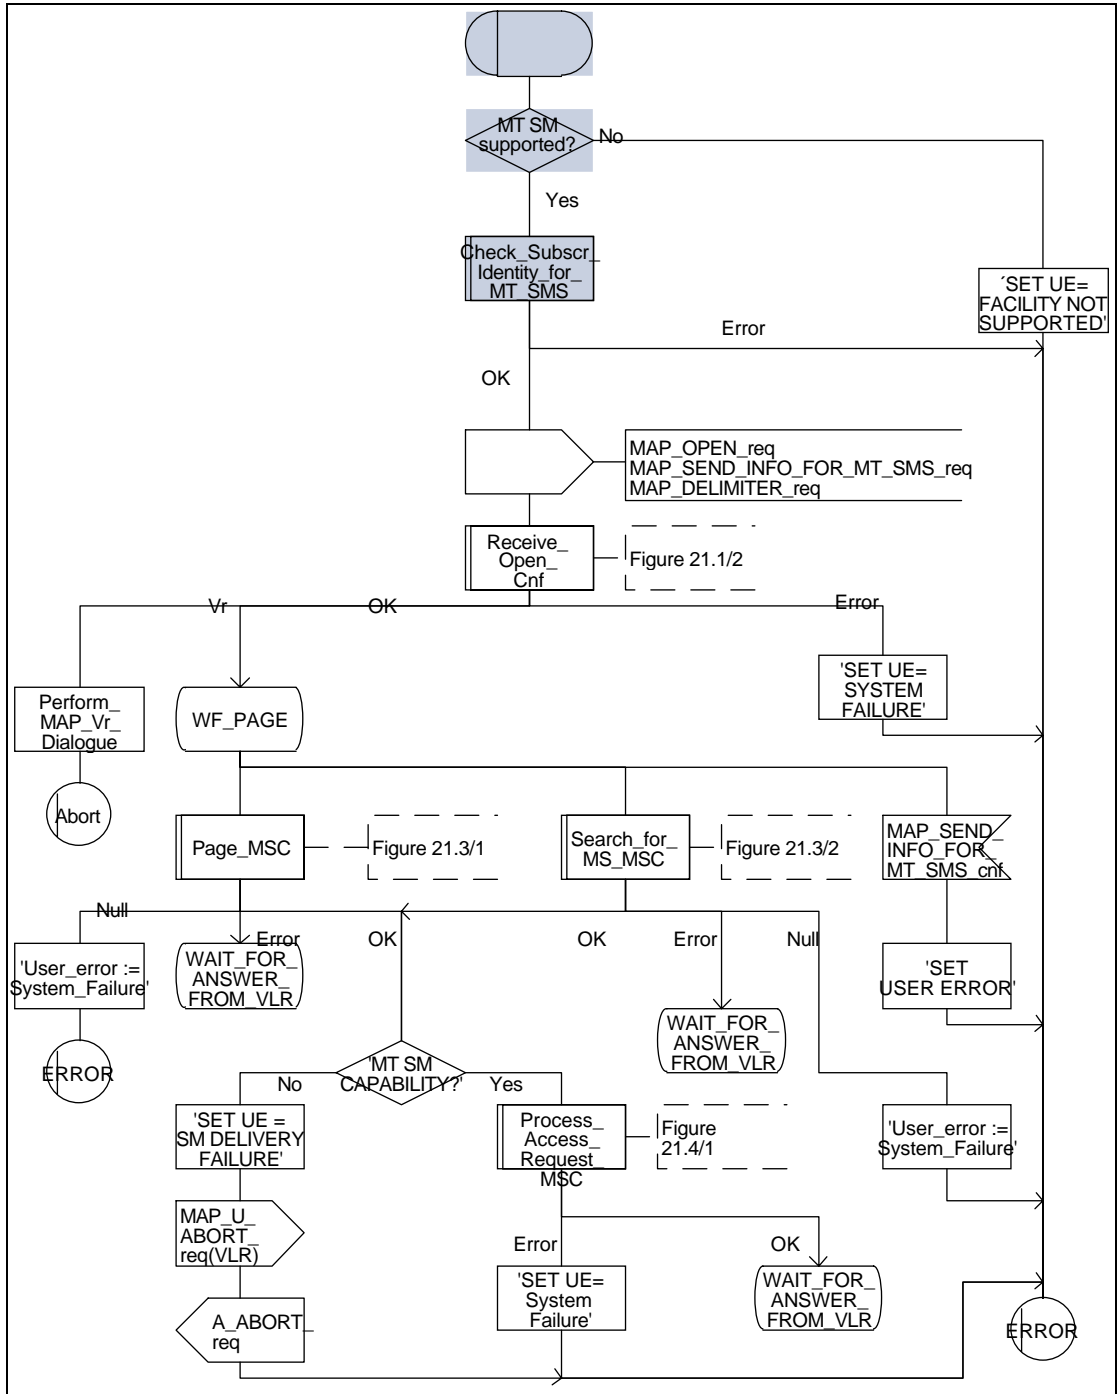 MT SM
supported?
No
Yes
Check_Subscr_
Identity_for_
MT_SMS
´SET UE=
FACILITY NOT
SUPPORTED'
Error
OK
MAP_OPEN_req
MAP_SEND_INFO_FOR_MT_SMS_req
MAP_DELIMITER_req
Receive_
Open_
Cnf
Figure 21.1/2
Vr
OK
Error
Perform_
MAP_Vr_
Dialogue
WF_PAGE
'SET UE=
SYSTEM
FAILURE'
Abort
Page_MSC
Figure 21.3/1
Search_for_
MS_MSC
Figure 21.3/2
MAP_SEND_
INFO_FOR_
MT_SMS_cnf
Null
Error
OK
OK
Error
Null
'User_error :=
System_Failure'
WAIT_FOR_
ANSWER_
FROM_VLR
'SET
USER ERROR'
WAIT_FOR_
ANSWER_
FROM_VLR
ERROR
'MT SM
CAPABILITY?'
No
Yes
'SET UE =
SM DELIVERY
FAILURE'
Process_
Access_
Request_
MSC
Figure
21.4/1
'User_error :=
System_Failure'
MAP_U_
ABORT_
req(VLR)
Error
OK
'SET UE=
System
Failure'
WAIT_FOR_
ANSWER_
FROM_VLR
A_ABORT_
req
ERROR